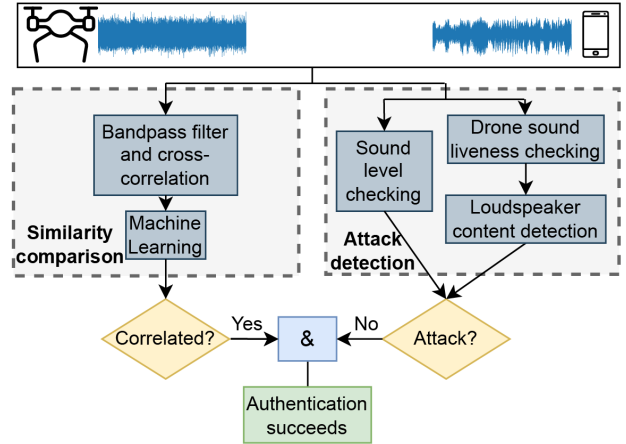 Bandpass filter
and cross-
correlation
Machine
Learning
Similarity
comparison
Sound
level
checking
Drone sound
liveness checking
Loudspeaker
content detection
Attack
detection
Correlated?
Yes
&
No
Attack?
Authentication
succeeds